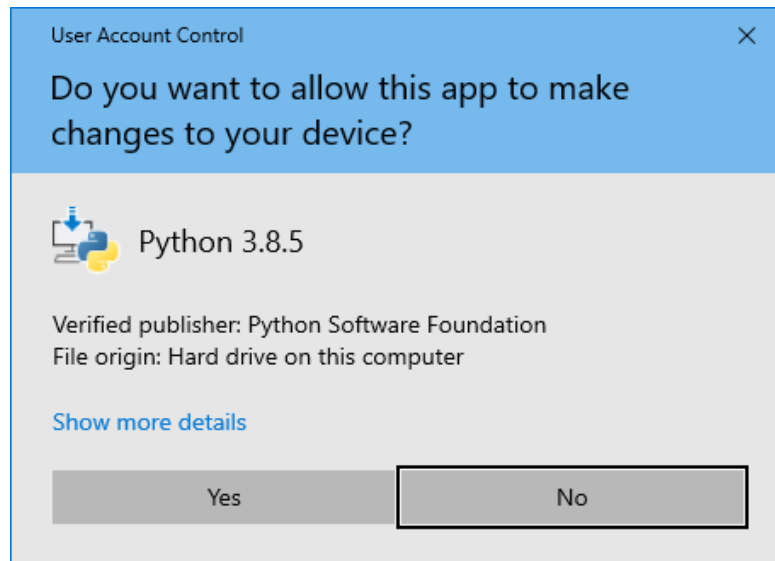 User Account Control
Do you want to allow this app to make
changes to your device?
Python 3.8.5
Verified publisher: Python Software Foundation
File origin: Hard drive on this computer
Show more details
Yes
No